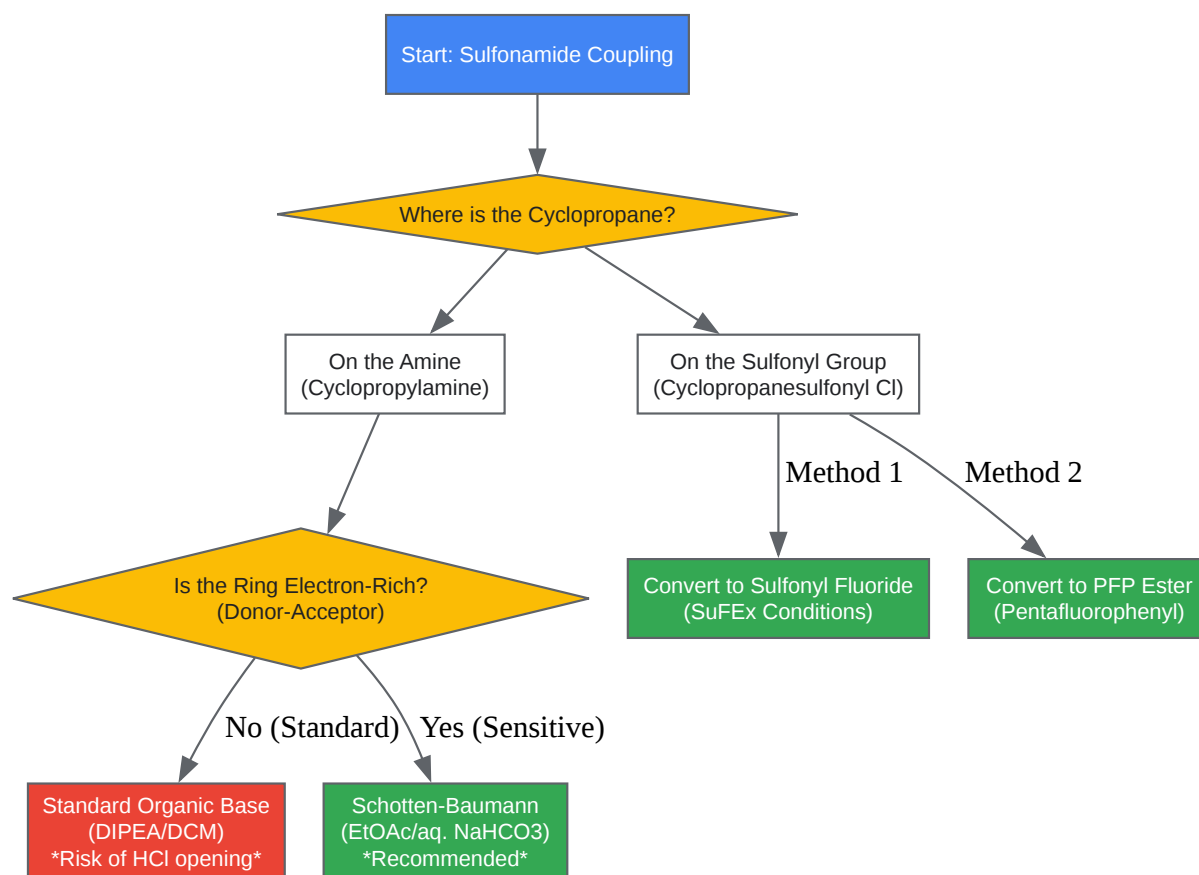 Start: Sulfonamide Coupling
Where is the Cyclopropane?
On the Amine
(Cyclopropylamine)
On the Sulfonyl Group
(Cyclopropanesulfonyl Cl)
Method 1
Method 2
Is the Ring Electron-Rich?
(Donor-Acceptor)
Convert to Sulfonyl Fluoride
(SuFEx Conditions)
Convert to PFP Ester
(Pentafluorophenyl)
No (Standard)
Yes (Sensitive)
Standard Organic Base
(DIPEA/DCM)
*Risk of HCl opening*
Schotten-Baumann
(EtOAc/aq. NaHCO3)
*Recommended*